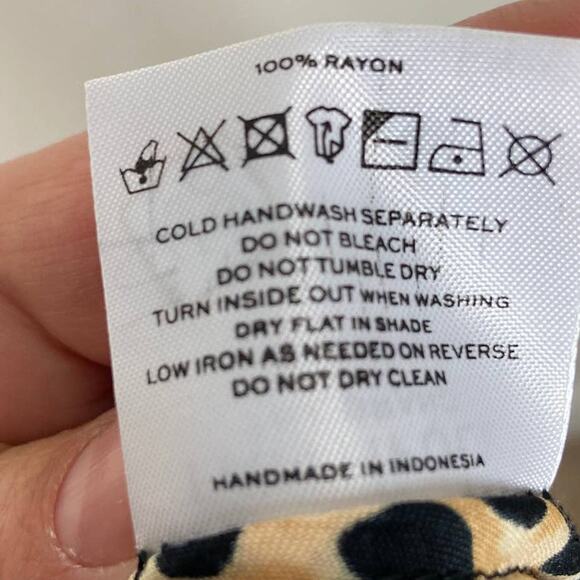 100% RAYON
COLD HANDWASH SEPARATELY
DO NOT BLEACH
DO NOT TUMBLE DRY
TURN INSIDE OUT WHEN WASHING
DRY FLAT IN SHADE
LOW IRON AS NEEDED ON REVERSE
DO NOT DRY CLEAN
HANDMADE IN INDONESIA